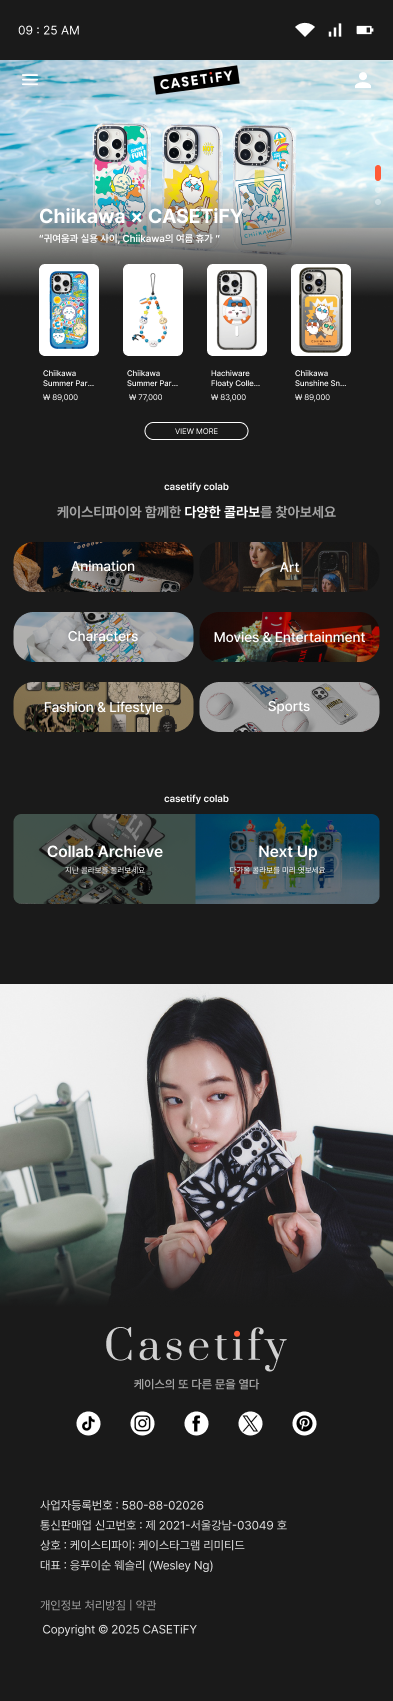 09 : 25 AM
CASETiFY
Chiikawa × CASETiFY
"귀여움과 실용 사이, Chiikawa의 여름 휴가 "
Chiikawa
Summer Par...
₩ 89,000
Chiikawa
Summer Par...
₩ 77,000
Hachiware
Floaty Colle...
₩ 83,000
Chiikawa
Sunshine Sn...
₩ 89,000
VIEW MORE
casetify colab
케이스티파이와 함께한 다양한 콜라보를 찾아보세요
Animation
Art
Characters
Movies & Entertainment
Fashion & Lifestyle
Sports
casetify colab
Collab Archieve
지난 콜라보를 둘러보세요
Next Up
다가올 콜라보를 미리 엿보세요
Casetify
케이스의 또 다른 문을 열다
사업자등록번호 : 580-88-02026
통신판매업 신고번호 : 제 2021-서울강남-03049 호
상호 : 케이스티파이: 케이스타그램 리미티드
대표 : 응푸이순 웨슬리 (Wesley Ng)
개인정보 처리방침 | 약관
Copyright © 2025 CASETiFY